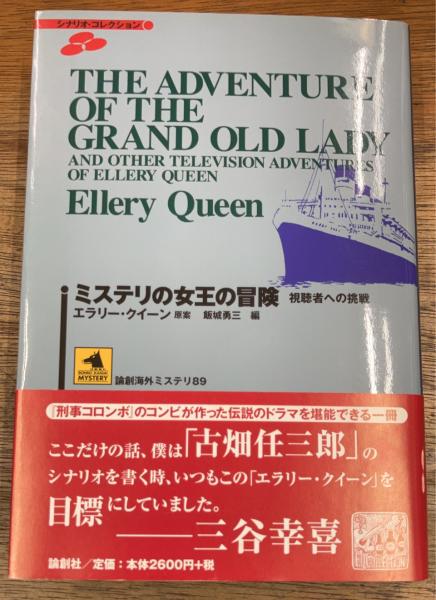 シナリオ・コレクション
THE ADVENTURE
OF THE
GRAND OLD LADY
AND OTHER TELEVISION ADVENTURES
OF ELLERY QUEEN
Ellery Queen
ミステリの女王の冒険 視聴者への挑戦
エラリー・クイーン 原案 飯城勇三 編
MYSTERY
論創海外ミステリ89
『刑事コロンボ』のコンビが作った伝説のドラマを堪能できる一冊
ここだけの話、僕は「古畑任三郎」の
シナリオを書く時、いつもこの「エラリー・クイーン」を
目標にしていました。
――三谷幸喜
論創社/定価:本体2600円+税